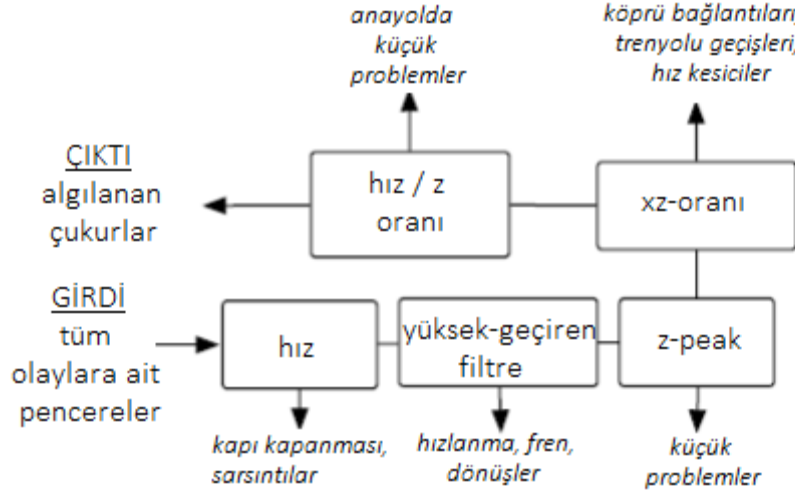 anayolda
küçük
problemler
köprü bağlantıları,
trenyolu geçişleri,
hız kesiciler
ÇIKTI
algılanan
çukurlar
hız / z
oranı
xz-oranı
GİRDİ
tüm
olaylara ait
pencereler
hız
yüksek-geçiren
filtre
z-peak
kapı kapanması,
sarsıntılar
hızlanma, fren,
dönüşler
küçük
problemler